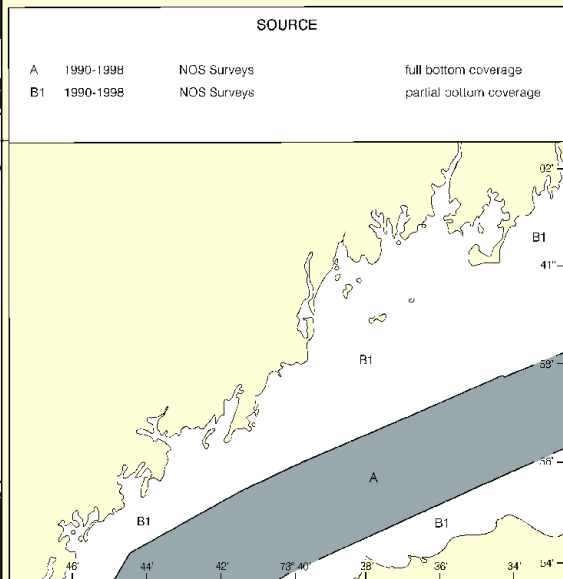 SOURCE
A 1990-1998 NOS Surveys full bottom coverage
B1 1990-1998 NOS Surveys partial bottom coverage
02'
B1
41°
B1
58'
56'
A
B1
B1
46' 44' 42' 73° 40' 38' 36' 34' 54'